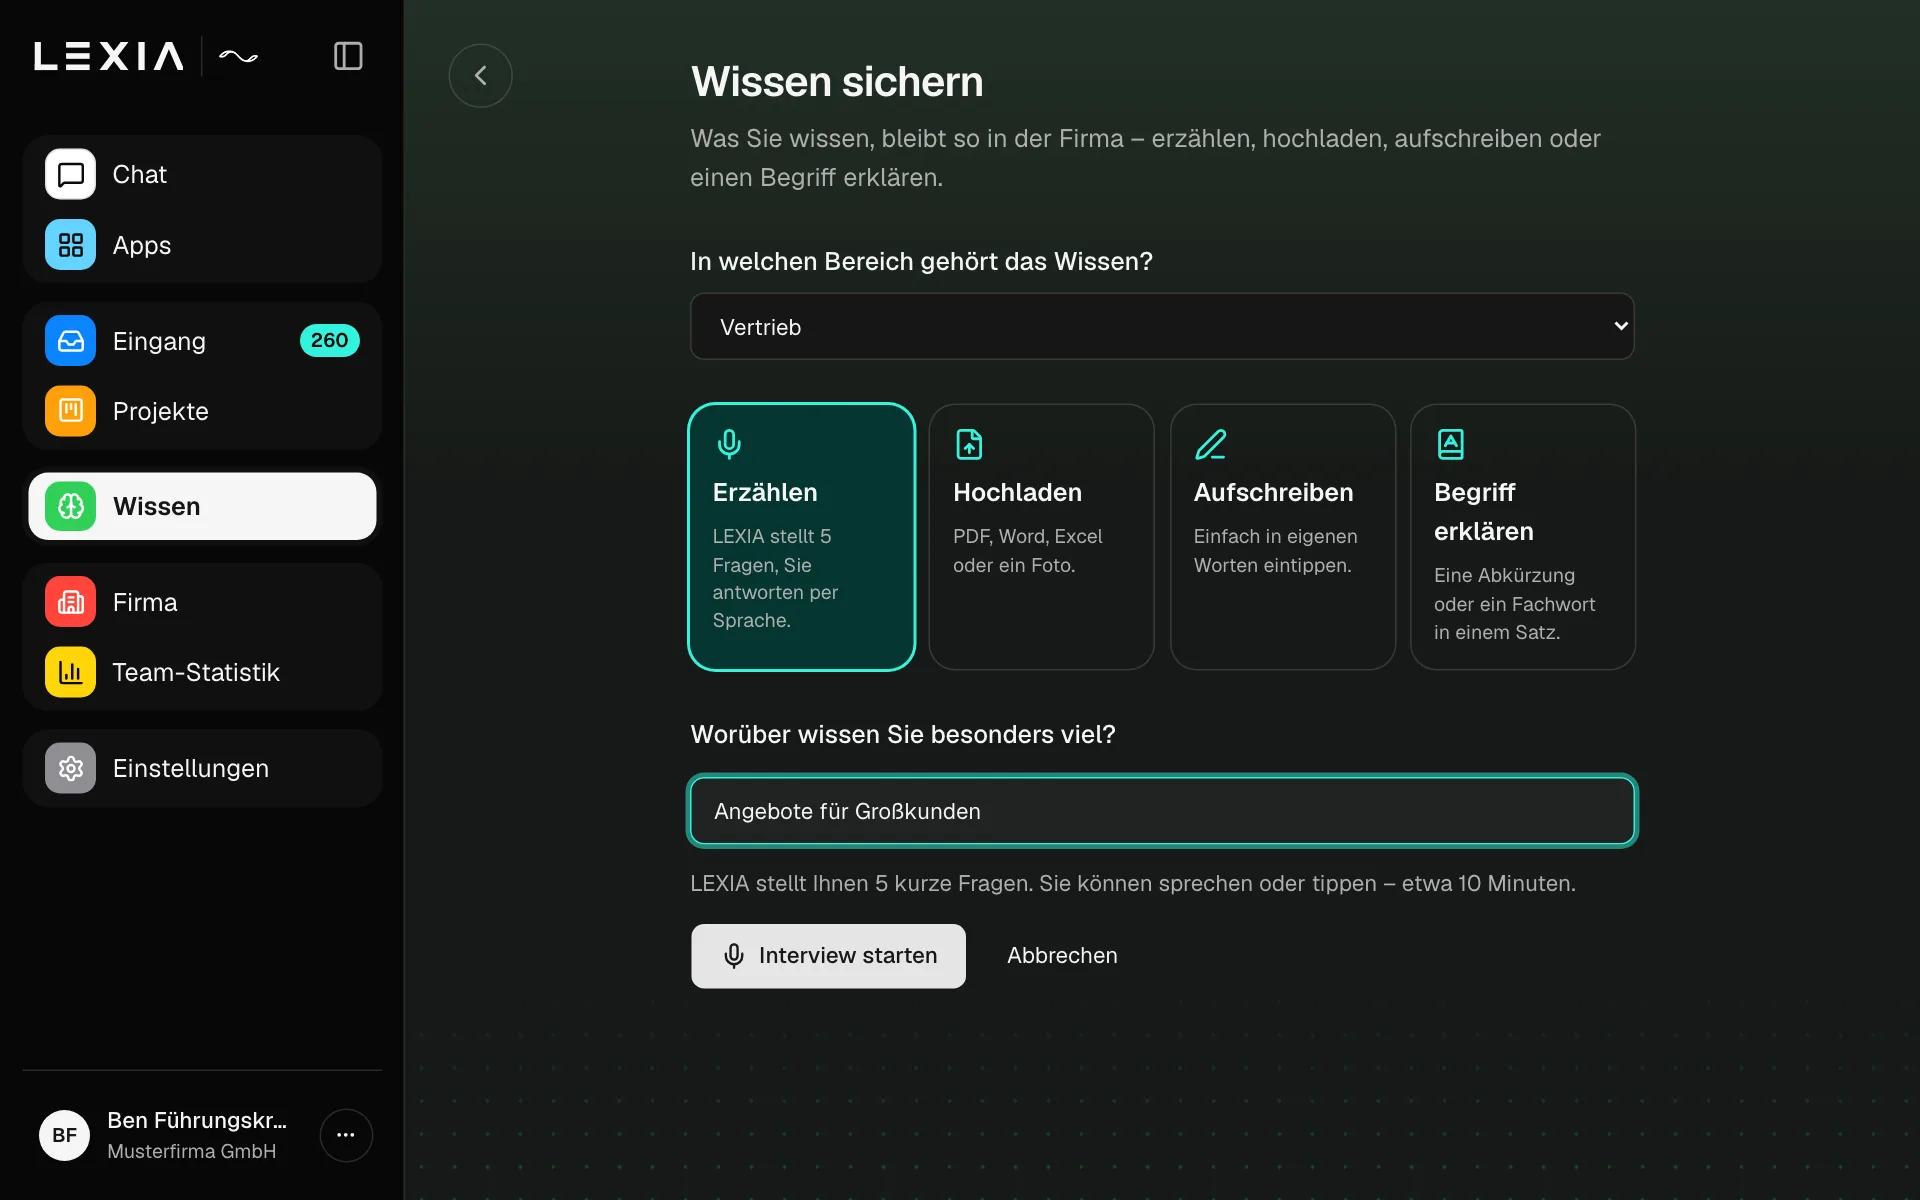 LEXIA
Chat
Apps
Eingang 260
Projekte
Wissen
Firma
Team-Statistik
Einstellungen
BF
Ben Führungskr...
Musterfirma GmbH
Wissen sichern
Was Sie wissen, bleibt so in der Firma – erzählen, hochladen, aufschreiben oder
einen Begriff erklären.
In welchen Bereich gehört das Wissen?
Vertrieb
Erzählen
LEXIA stellt 5
Fragen, Sie
antworten per
Sprache.
Hochladen
PDF, Word, Excel
oder ein Foto.
Aufschreiben
Einfach in eigenen
Worten eintippen.
Begriff
erklären
Eine Abkürzung
oder ein Fachwort
in einem Satz.
Worüber wissen Sie besonders viel?
Angebote für Großkunden
LEXIA stellt Ihnen 5 kurze Fragen. Sie können sprechen oder tippen – etwa 10 Minuten.
Interview starten
Abbrechen